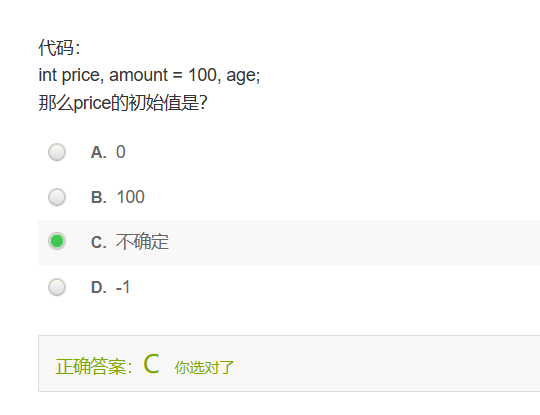 代码：
int price, amount = 100, age;
那么price的初始值是？
A. 0
B. 100
C. 不确定
D. -1
正确答案：C 你选对了